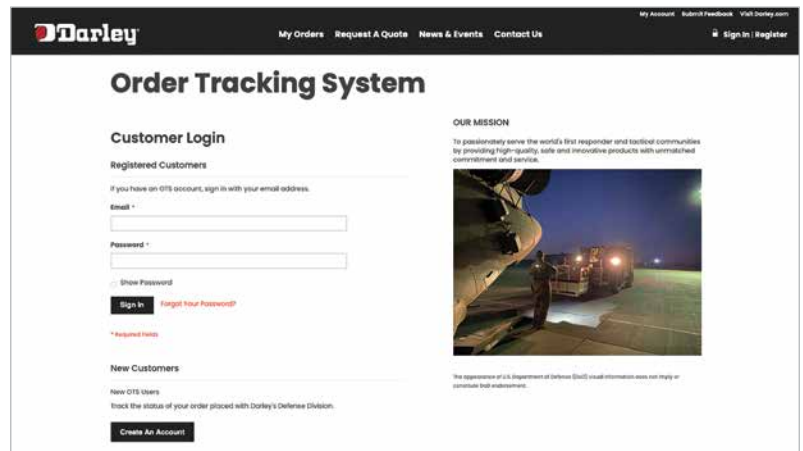 My Account Submit Feedback Visit Darley.com
Darley
My Orders Request A Quote News & Events Contact Us
Sign In | Register
Order Tracking System
Customer Login
Registered Customers
If you have an OTS account, sign in with your email address.
Email *
Password *
Show Password
Sign In Forgot Your Password?
* Required Fields
New Customers
New OTS Users
Track the status of your order placed with Darley's Defense Division.
Create An Account
OUR MISSION
To passionately serve the world's first responder and tactical communities
by providing high-quality, safe and innovative products with unmatched
commitment and service.
The appearance of U.S. Department of Defense (DoD) visual information does not imply or
constitute DoD endorsement.